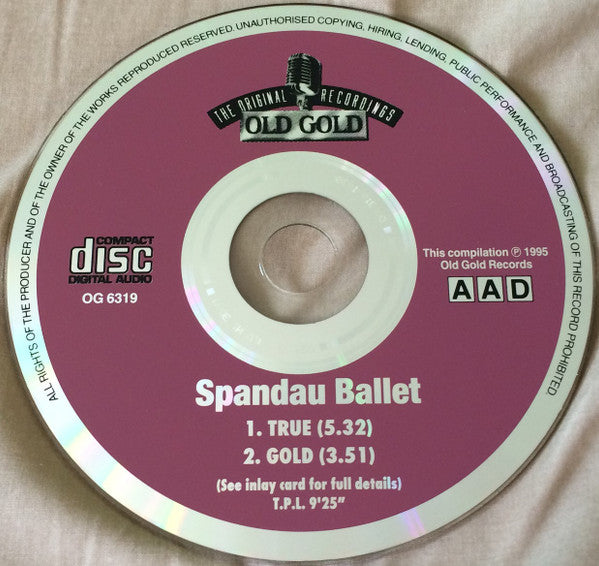 ALL RIGHTS OF THE PRODUCER AND OF THE OWNER OF THE WORKS REPRODUCED RESERVED. UNAUTHORISED COPYING, HIRING, LENDING, PUBLIC PERFORMANCE AND BROADCASTING OF THIS RECORD PROHIBITED.
THE ORIGINAL RECORDINGS
OLD GOLD
COMPACT
disc
DIGITAL AUDIO
OG 6319
This compilation ℗ 1995
Old Gold Records
AAD
Spandau Ballet
1. TRUE (5.32)
2. GOLD (3.51)
(See inlay card for full details)
T.P.L. 9'25"